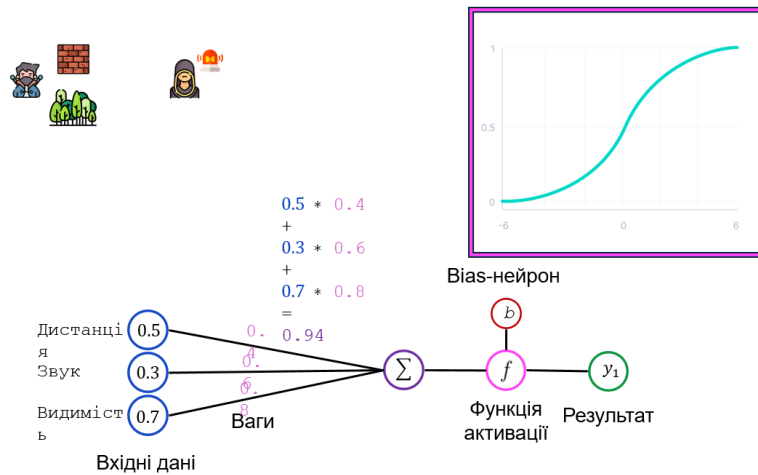 1
0.5
0
-6
0
6
0.5 * 0.4
+
0.3 * 0.6
+
0.7 * 0.8
=
0.94
Bias-нейрон
b
Дистанці
я
0.5
0.
4
Звук
0.3
0.
6
Видиміст
ь
0.7
0.
8
∑
f
y₁
Ваги
Функція
активації
Результат
Вхідні дані